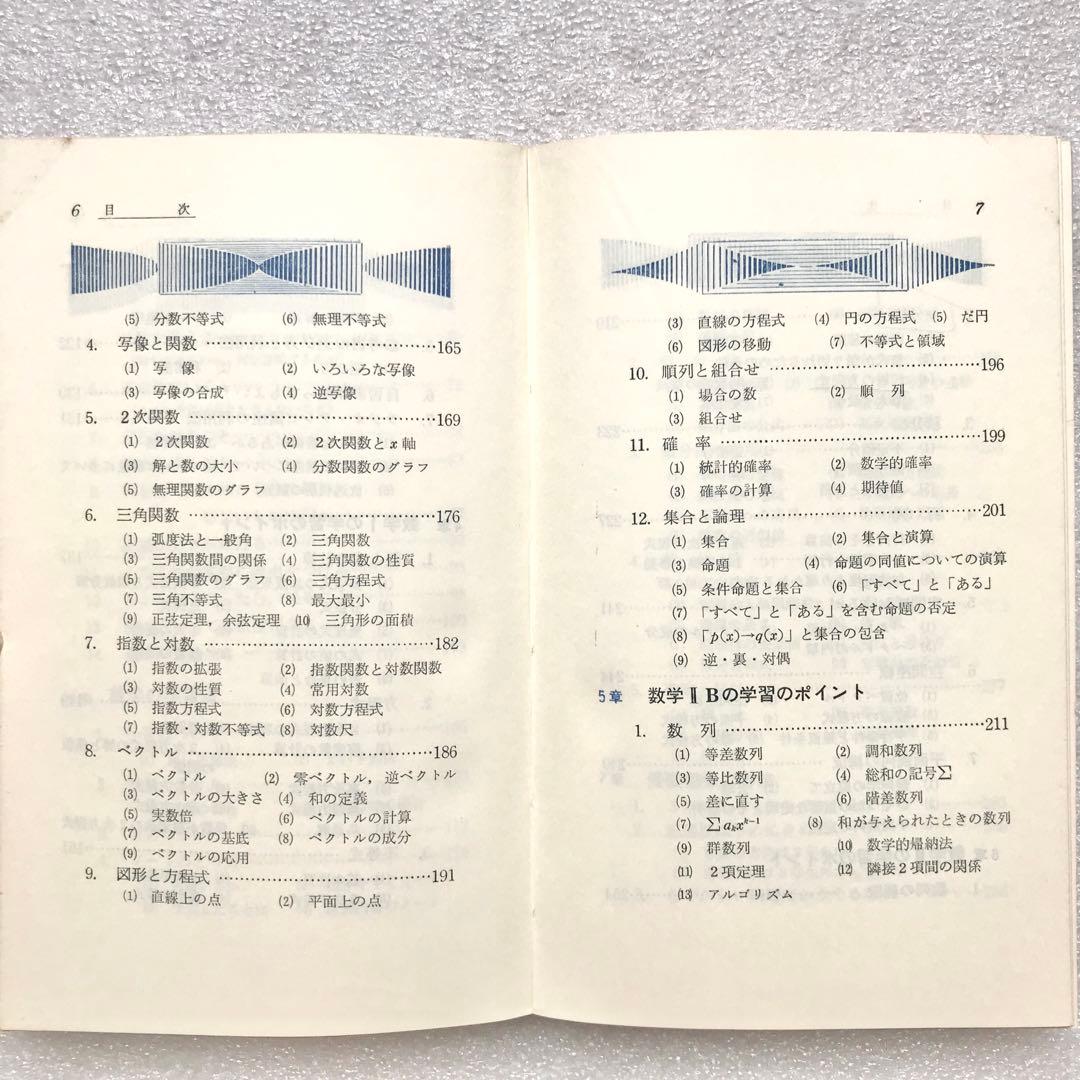 6 目 次
(5) 分数不等式 (6) 無理不等式
4. 写像と関数 ……………………………165
(1) 写 像 (2) いろいろな写像
(3) 写像の合成 (4) 逆写像
5. 2次関数 ……………………………169
(1) 2次関数 (2) 2次関数とx軸
(3) 解と数の大小 (4) 分数関数のグラフ
(5) 無理関数のグラフ
6. 三角関数 ……………………………176
(1) 弧度法と一般角 (2) 三角関数
(3) 三角関数間の関係 (4) 三角関数の性質
(5) 三角関数のグラフ (6) 三角方程式
(7) 三角不等式 (8) 最大最小
(9) 正弦定理，余弦定理 (10) 三角形の面積
7. 指数と対数 ……………………………182
(1) 指数の拡張 (2) 指数関数と対数関数
(3) 対数の性質 (4) 常用対数
(5) 指数方程式 (6) 対数方程式
(7) 指数・対数不等式 (8) 対数尺
8. ベクトル ……………………………186
(1) ベクトル (2) 零ベクトル，逆ベクトル
(3) ベクトルの大きさ (4) 和の定義
(5) 実数倍 (6) ベクトルの計算
(7) ベクトルの基底 (8) ベクトルの成分
(9) ベクトルの応用
9. 図形と方程式 ……………………………191
(1) 直線上の点 (2) 平面上の点
7
(3) 直線の方程式 (4) 円の方程式 (5) だ円
(6) 図形の移動 (7) 不等式と領域
10. 順列と組合せ ……………………………196
(1) 場合の数 (2) 順 列
(3) 組合せ
11. 確 率 ……………………………199
(1) 統計的確率 (2) 数学的確率
(3) 確率の計算 (4) 期待値
12. 集合と論理 ……………………………201
(1) 集合 (2) 集合と演算
(3) 命題 (4) 命題の同値についての演算
(5) 条件命題と集合 (6) 「すべて」と「ある」
(7) 「すべて」と「ある」を含む命題の否定
(8) 「p(x)→q(x)」と集合の包含
(9) 逆・裏・対偶
5章 数学ⅡBの学習のポイント
1. 数 列 ……………………………211
(1) 等差数列 (2) 調和数列
(3) 等比数列 (4) 総和の記号∑
(5) 差に直す (6) 階差数列
(7) ∑aₖxᵏ⁻¹ (8) 和が与えられたときの数列
(9) 群数列 (10) 数学的帰納法
(11) 2項定理 (12) 隣接2項間の関係
(13) アルゴリズム